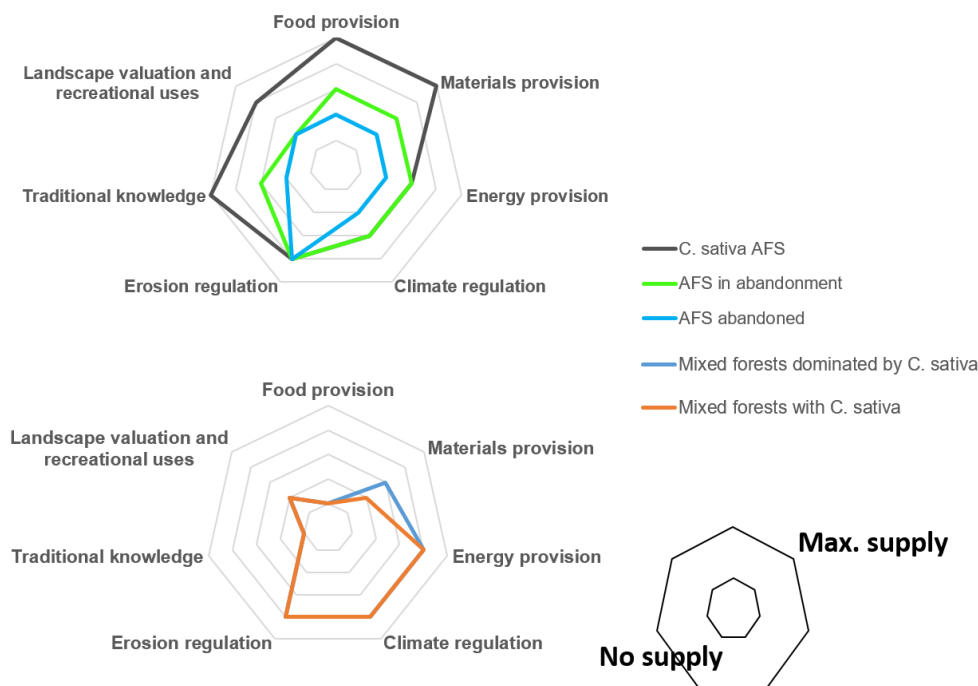 Food provision
Landscape valuation and
recreational uses
Materials provision
Traditional knowledge
Energy provision
Erosion regulation
Climate regulation
C. sativa AFS
AFS in abandonment
AFS abandoned
Mixed forests dominated by C. sativa
Mixed forests with C. sativa
Food provision
Landscape valuation and
recreational uses
Materials provision
Traditional knowledge
Energy provision
Erosion regulation
Climate regulation
Max. supply
No supply